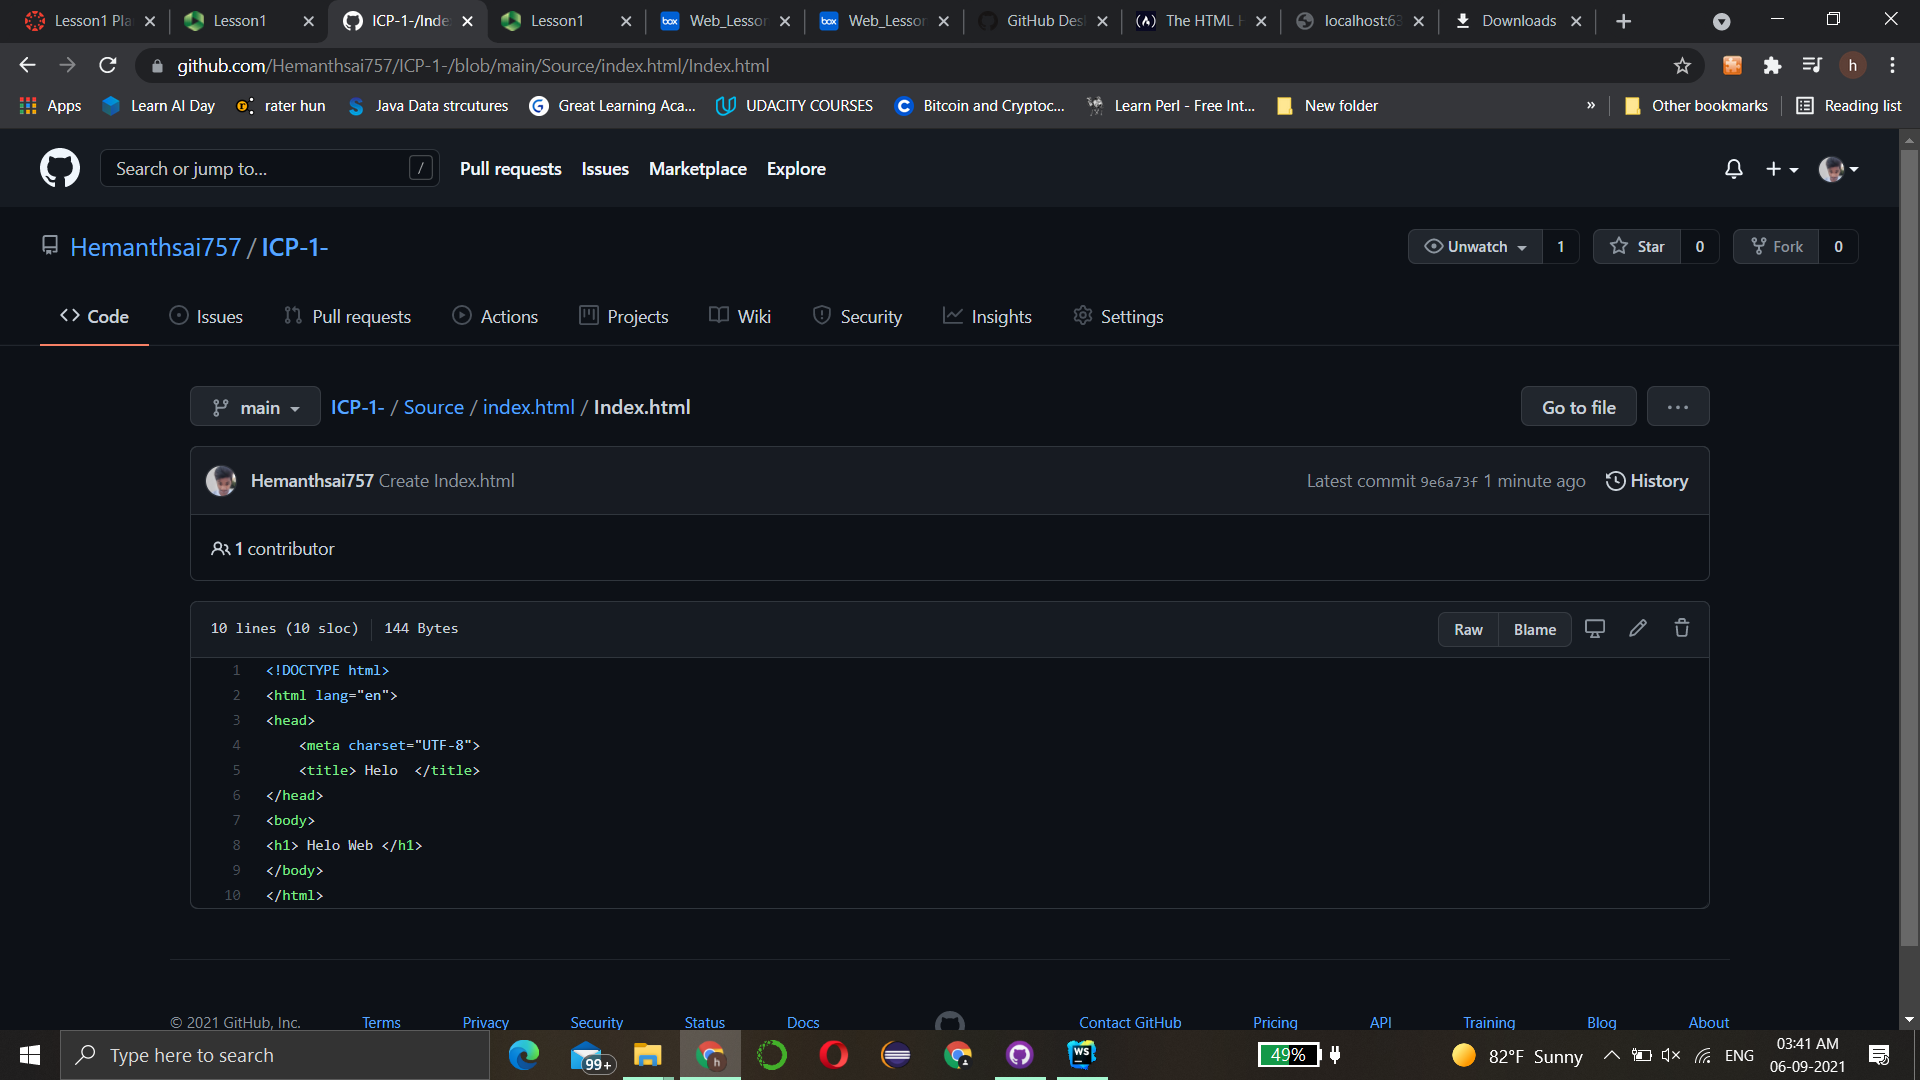 Lesson1 Pla
Lesson1
ICP-1-/Inde
Lesson1
Web_Lesson
Web_Lesson
GitHub Des
The HTML
localhost:63
Downloads
github.com/Hemanthsai757/ICP-1-/blob/main/Source/index.html/Index.html
h
Apps
Learn AI Day
rater hun
Java Data strcutures
Great Learning Aca...
UDACITY COURSES
Bitcoin and Cryptoc...
Learn Perl - Free Int...
New folder
»
Other bookmarks
Reading list
Search or jump to...
/
Pull requests
Issues
Marketplace
Explore
Hemanthsai757 / ICP-1-
Unwatch
1
Star
0
Fork
0
Code
Issues
Pull requests
Actions
Projects
Wiki
Security
Insights
Settings
main
ICP-1- / Source / index.html / Index.html
Go to file
...
Hemanthsai757 Create Index.html
Latest commit 9e6a73f 1 minute ago
History
1 contributor
10 lines (10 sloc)
144 Bytes
Raw
Blame
1 <!DOCTYPE html>
2 <html lang="en">
3 <head>
4 <meta charset="UTF-8">
5 <title> Helo </title>
6 </head>
7 <body>
8 <h1> Helo Web </h1>
9 </body>
10 </html>
© 2021 GitHub, Inc.
Terms
Privacy
Security
Status
Docs
Contact GitHub
Pricing
API
Training
Blog
About
Type here to search
99+
h
WS
49%
82°F Sunny
ENG
03:41 AM
06-09-2021